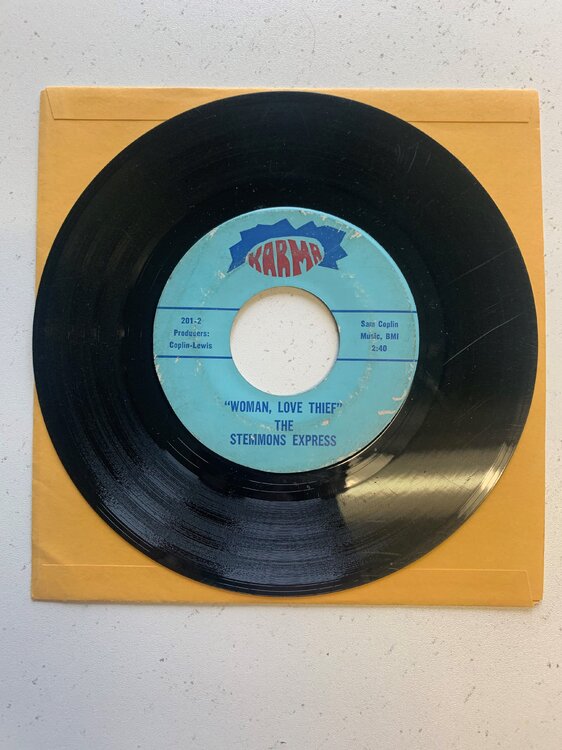 KARMA
201-2
Producers:
Coplin-Lewis
Sam Coplin
Music, BMI
2:40
"WOMAN, LOVE THIEF"
THE
STEMMONS EXPRESS